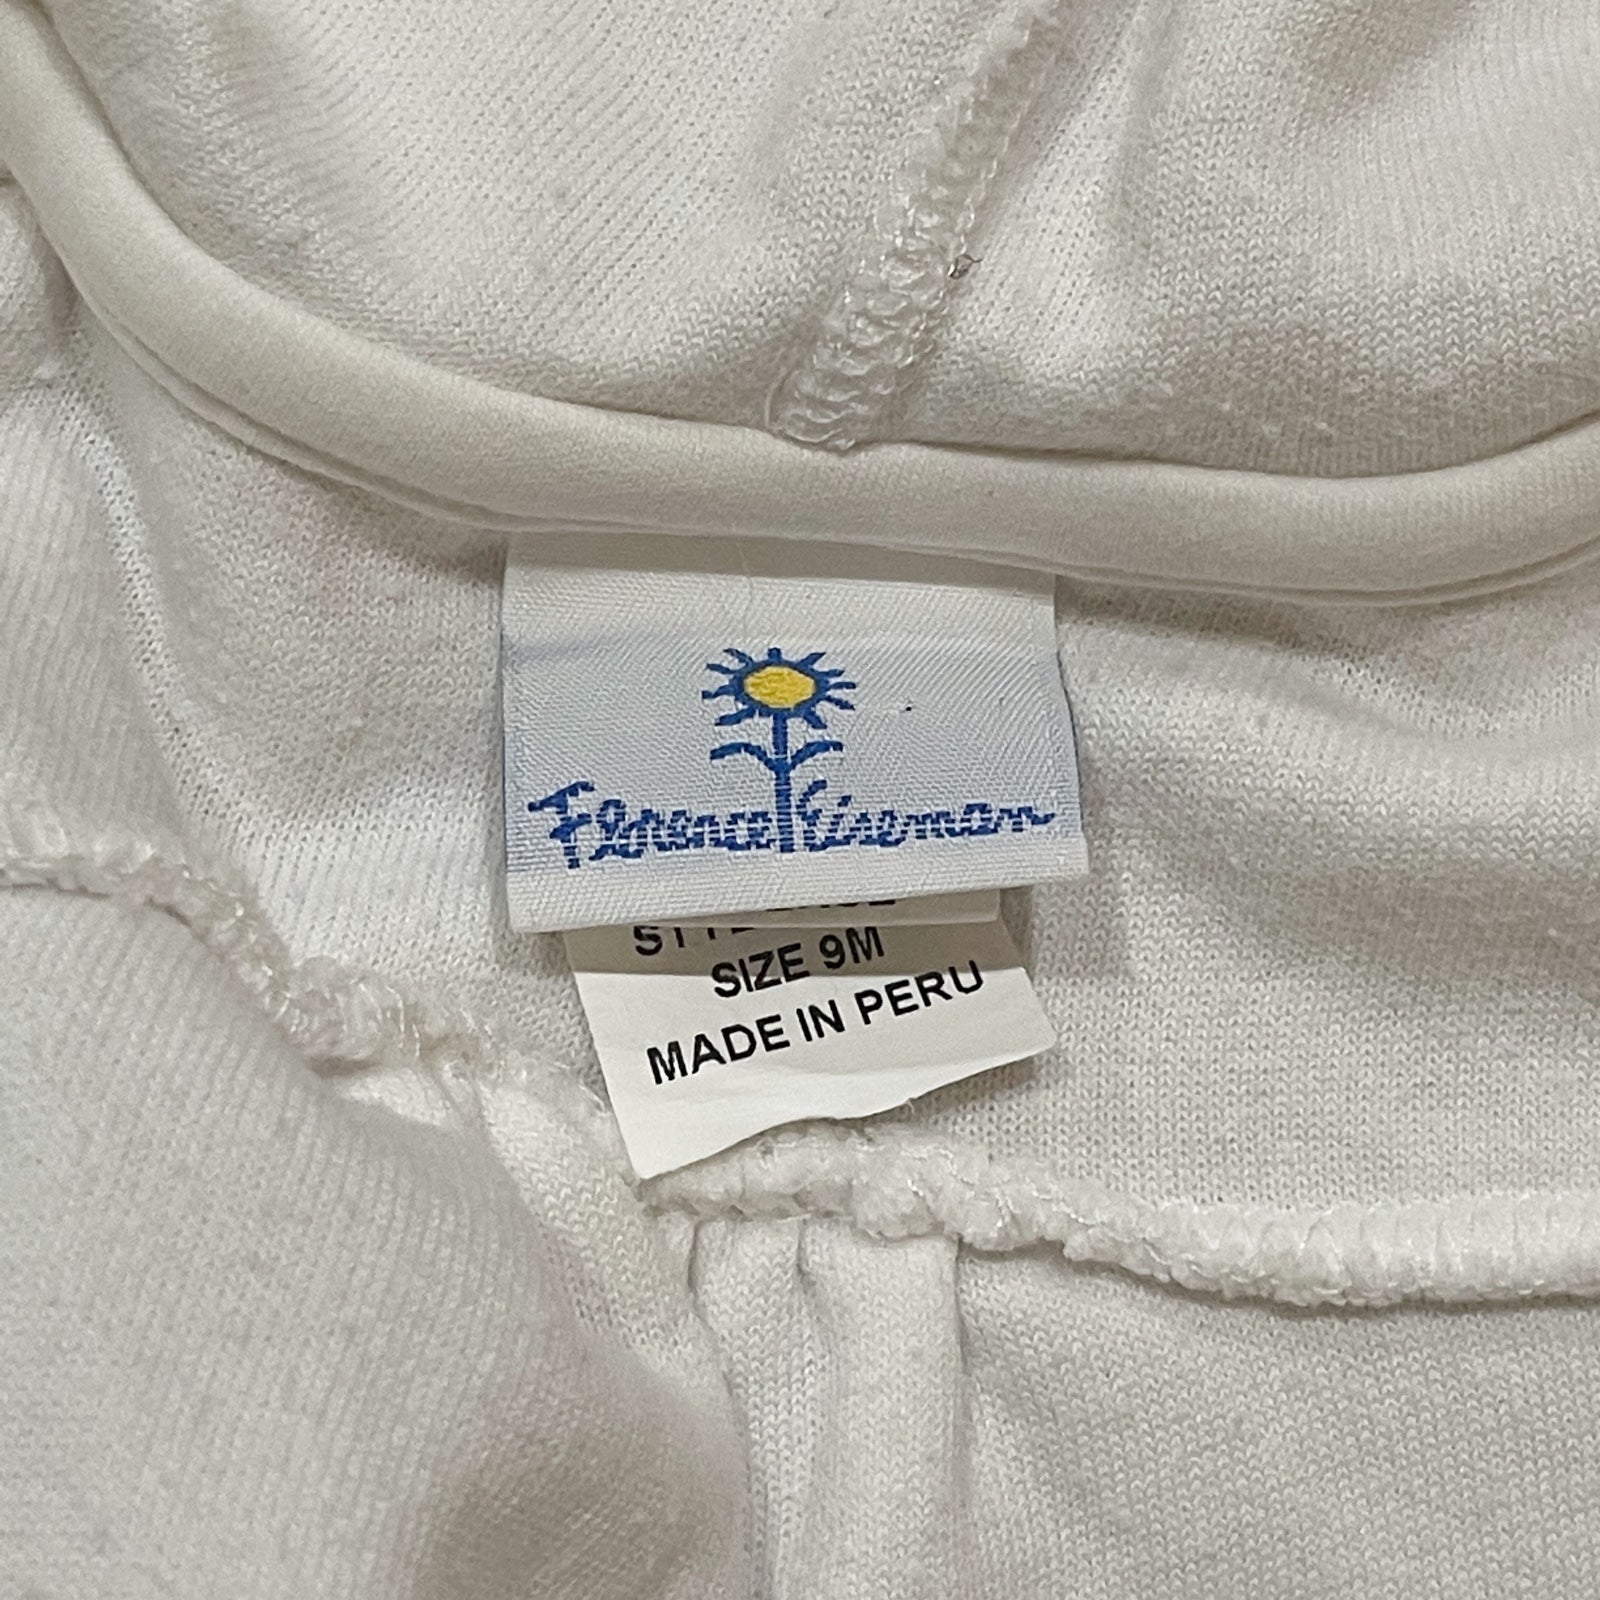 Florence Eiseman
SIZE 9M
MADE IN PERU